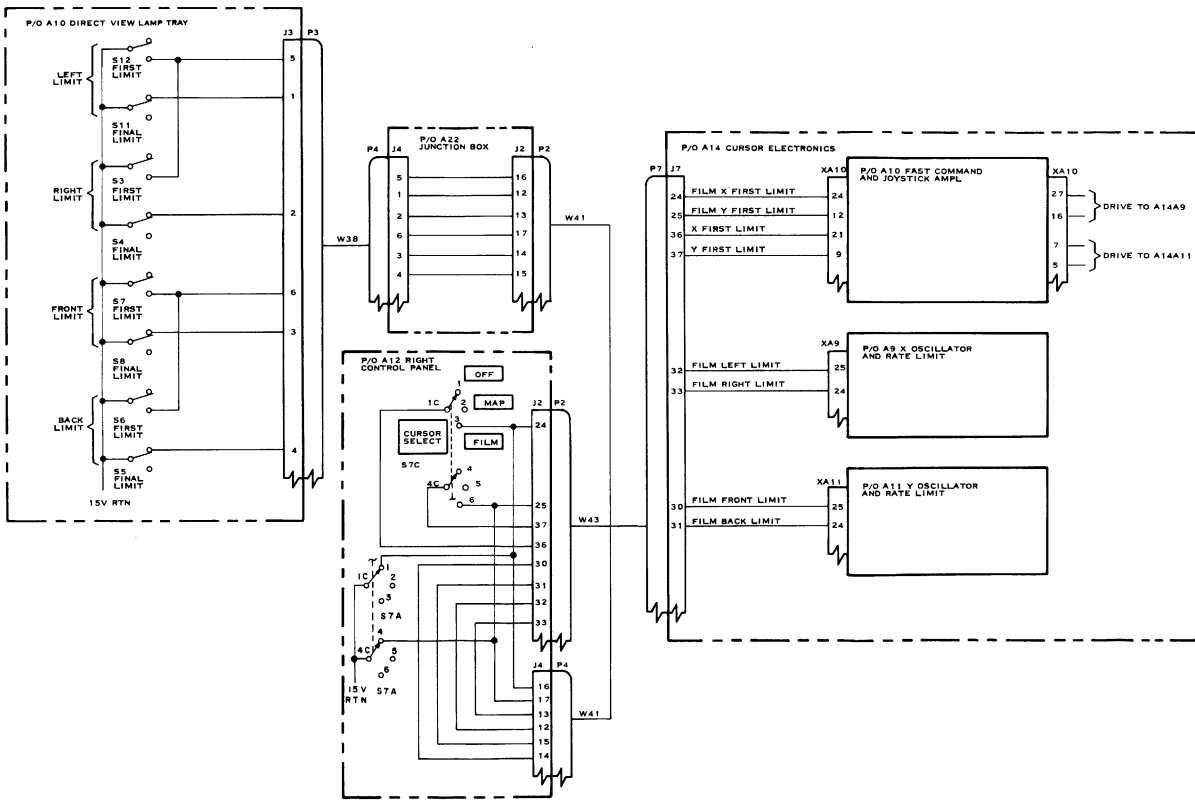 P/O A10 DIRECT VIEW LAMP TRAY
J3 P3
LEFT LIMIT
S12 FIRST LIMIT
5
1
S11 FINAL LIMIT
RIGHT LIMIT
S3 FIRST LIMIT
2
S4 FINAL LIMIT
FRONT LIMIT
S7 FIRST LIMIT
6
3
S8 FINAL LIMIT
BACK LIMIT
S6 FIRST LIMIT
4
S5 FINAL LIMIT
15V RTN
W38
P/O A22 JUNCTION BOX
P4 J4 J2 P2
5 16
1 12
2 13
6 17
3 14
4 15
W41
P/O A12 RIGHT CONTROL PANEL
OFF
MAP
FILM
CURSOR SELECT
S7C
1C 1 2 3
4C 4 5 6
J2 P2
24
25
37
36
30
31
32
33
W43
1C 1 2 3
S7A
4C 4 5 6
S7A
15V RTN
J4 P4
16
17
13
12
15
14
W41
P/O A14 CURSOR ELECTRONICS
P7 J7
24 FILM X FIRST LIMIT 24
25 FILM Y FIRST LIMIT 12
36 X FIRST LIMIT 21
37 Y FIRST LIMIT 9
XA10
P/O A10 FAST COMMAND AND JOYSTICK AMPL
XA10
27
16
DRIVE TO A14A9
7
5
DRIVE TO A14A11
XA9
P/O A9 X OSCILLATOR AND RATE LIMIT
32 FILM LEFT LIMIT 25
33 FILM RIGHT LIMIT 24
XA11
P/O A11 Y OSCILLATOR AND RATE LIMIT
30 FILM FRONT LIMIT 25
31 FILM BACK LIMIT 24